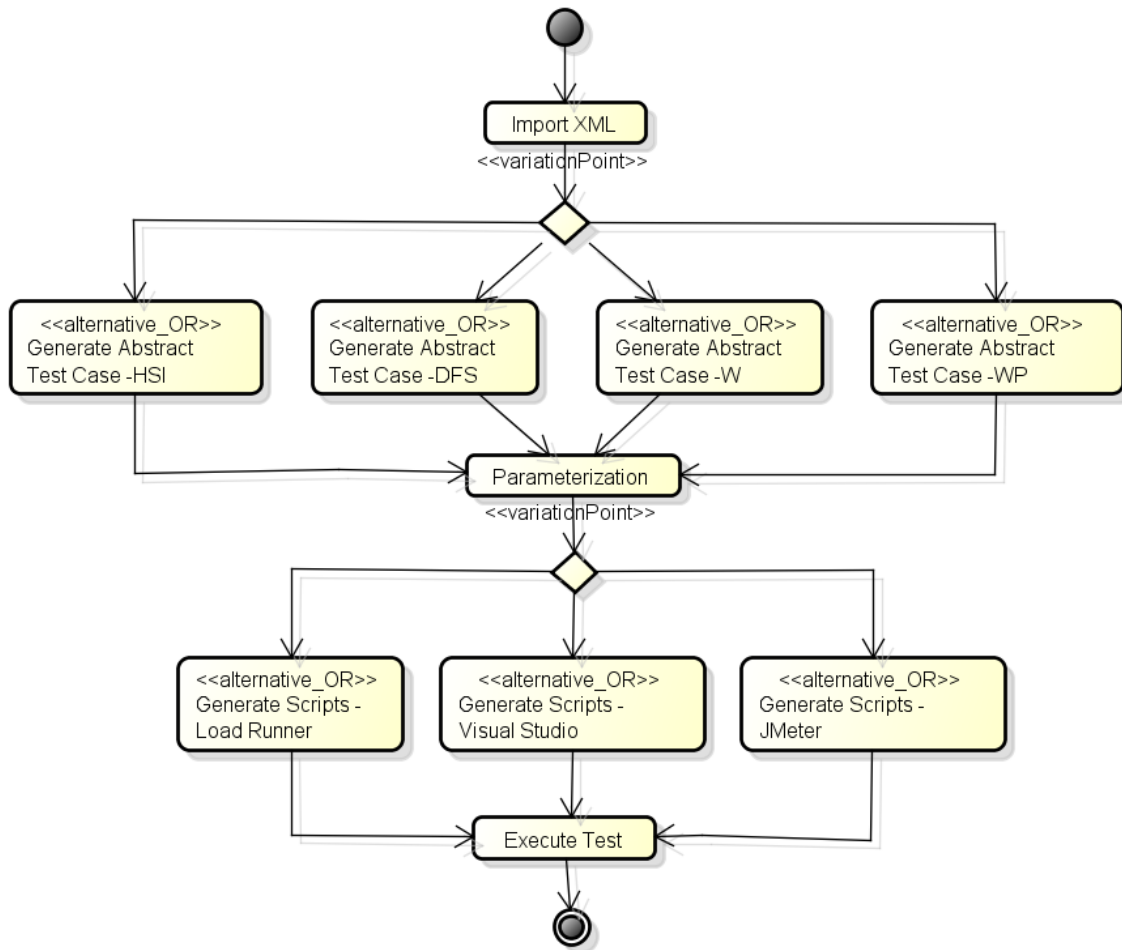 Import XML
<<variationPoint>>
<<alternative_OR>>
Generate Abstract
Test Case -HSI
<<alternative_OR>>
Generate Abstract
Test Case -DFS
<<alternative_OR>>
Generate Abstract
Test Case -W
<<alternative_OR>>
Generate Abstract
Test Case -WP
Parameterization
<<variationPoint>>
<<alternative_OR>>
Generate Scripts -
Load Runner
<<alternative_OR>>
Generate Scripts -
Visual Studio
<<alternative_OR>>
Generate Scripts -
JMeter
Execute Test